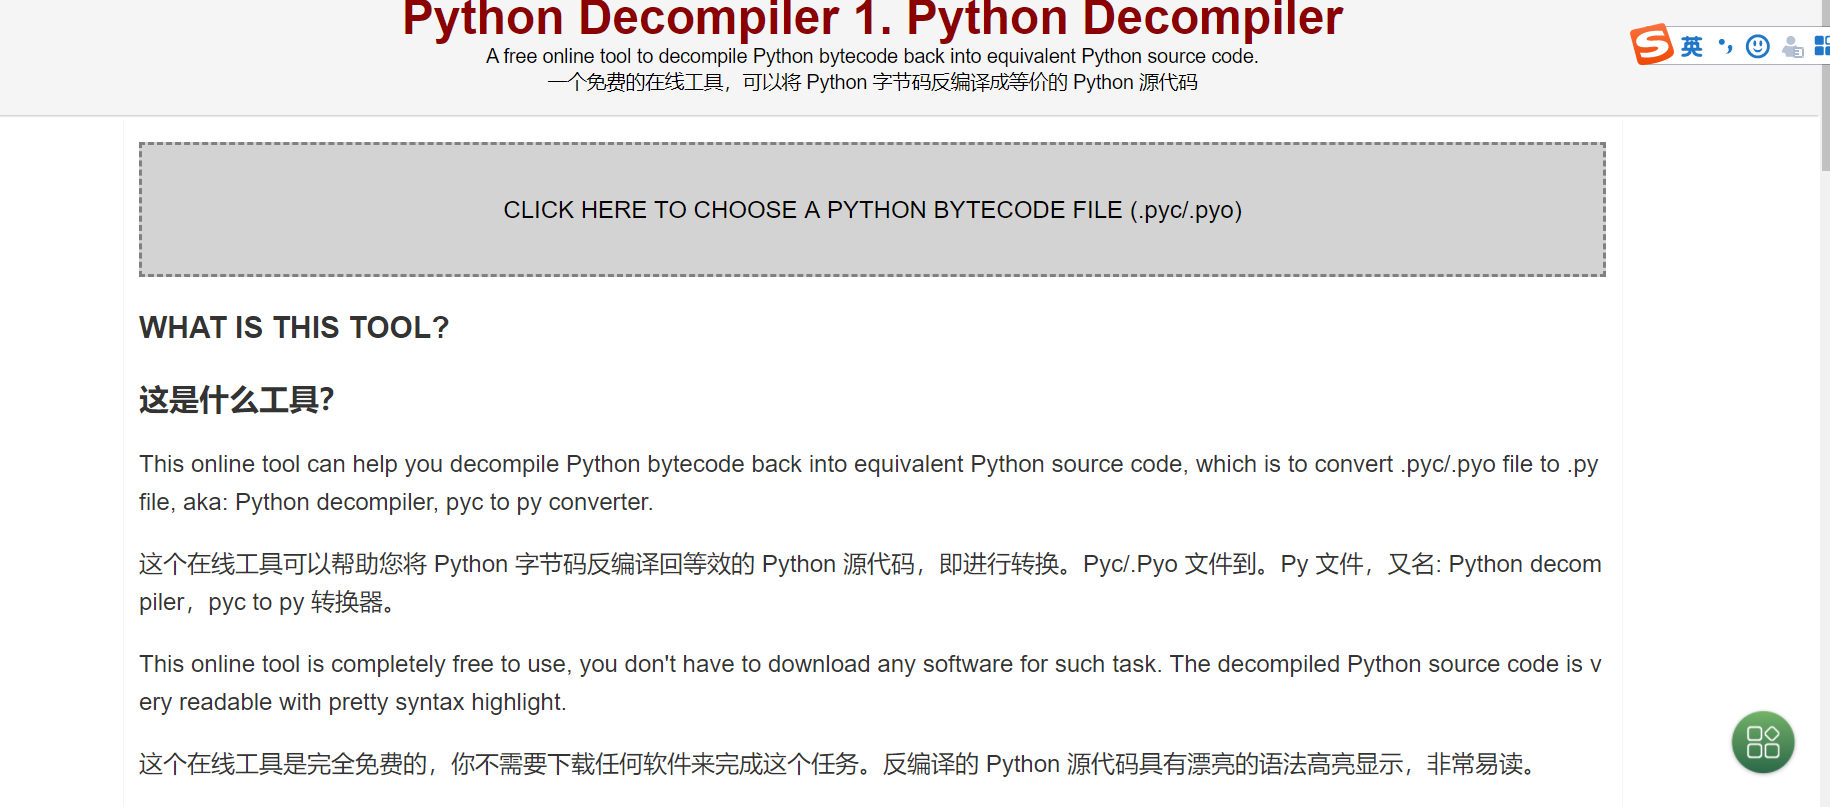 Python Decompiler 1. Python Decompiler
A free online tool to decompile Python bytecode back into equivalent Python source code.
一个免费的在线工具，可以将 Python 字节码反编译成等价的 Python 源代码
英
CLICK HERE TO CHOOSE A PYTHON BYTECODE FILE (.pyc/.pyo)
WHAT IS THIS TOOL?
这是什么工具？
This online tool can help you decompile Python bytecode back into equivalent Python source code, which is to convert .pyc/.pyo file to .py
file, aka: Python decompiler, pyc to py converter.
这个在线工具可以帮助您将 Python 字节码反编译回等效的 Python 源代码，即进行转换。Pyc/.Pyo 文件到。Py 文件，又名: Python decom
piler，pyc to py 转换器。
This online tool is completely free to use, you don't have to download any software for such task. The decompiled Python source code is v
ery readable with pretty syntax highlight.
这个在线工具是完全免费的，你不需要下载任何软件来完成这个任务。反编译的 Python 源代码具有漂亮的语法高亮显示，非常易读。